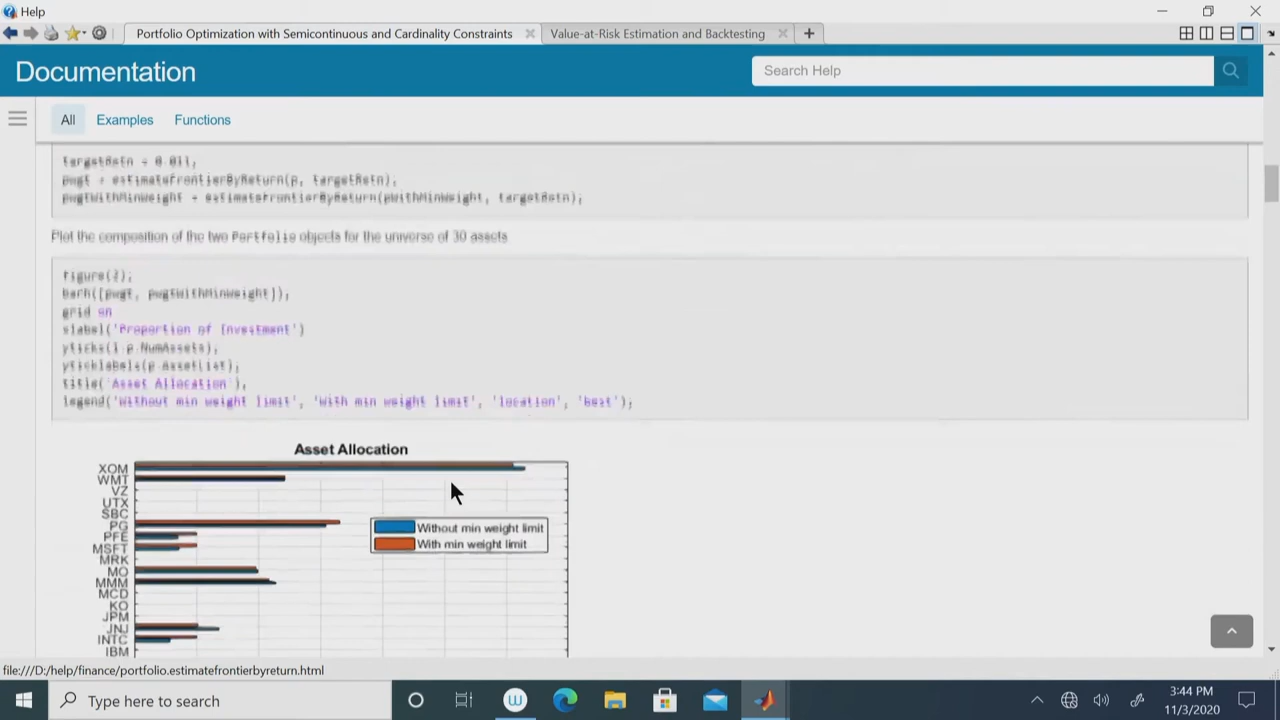 Help
Portfolio Optimization with Semicontinuous and Cardinality Constraints
Value-at-Risk Estimation and Backtesting
Documentation
Search Help
All
Examples
Functions
targetRetn = 0.011;
pwgt = estimateFrontierByReturn(p, targetRetn);
pwgtWithMinWeight = estimateFrontierByReturn(pWithMinWeight, targetRetn);
Plot the composition of the two Portfolio objects for the universe of 30 assets
figure(2);
barh([pwgt, pwgtWithMinWeight]);
grid on
xlabel('Proportion of Investment')
yticks(1:p.NumAssets);
yticklabels(p.AssetList);
title('Asset Allocation');
legend('Without min weight limit', 'With min weight limit', 'location', 'best');
Asset Allocation
XOM
WMT
VZ
UTX
SBC
PG
PFE
MSFT
MRK
MO
MMM
MCD
KO
JPM
JNJ
INTC
IBM
Without min weight limit
With min weight limit
file:///D:/help/finance/portfolio.estimatefrontierbyreturn.html
Type here to search
3:44 PM
11/3/2020